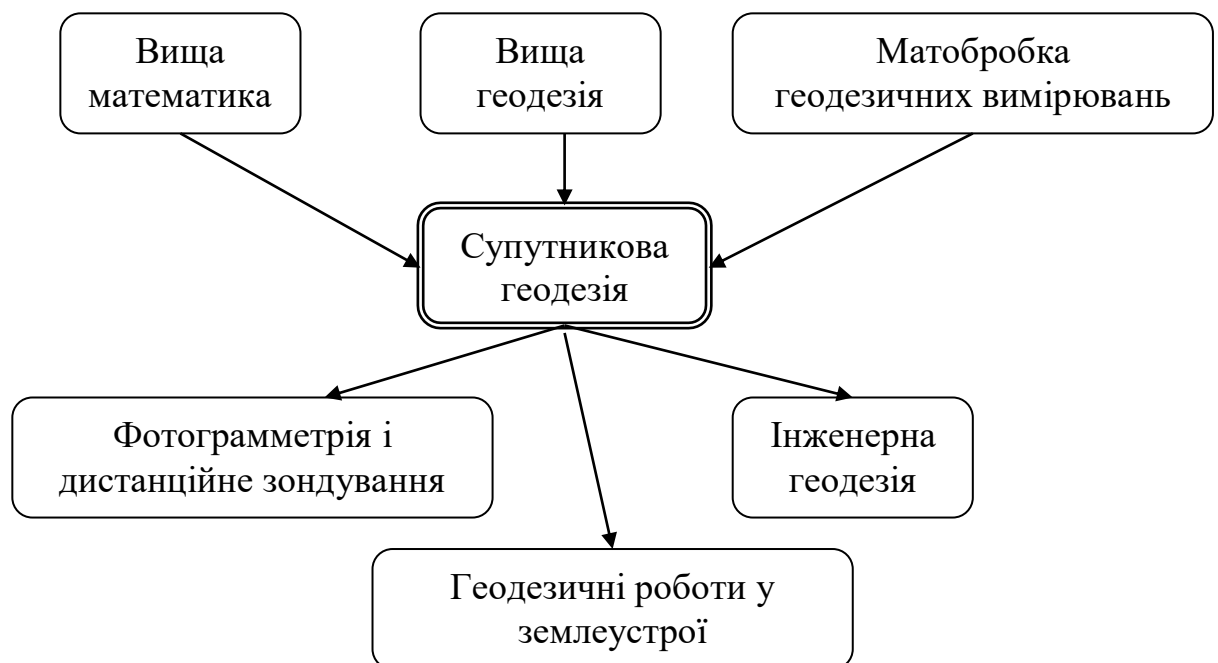 Вища
математика
Вища
геодезія
Матобробка
геодезичних вимірювань
Супутникова
геодезія
Фотограмметрія і
дистанційне зондування
Інженерна
геодезія
Геодезичні роботи у
землеустрої